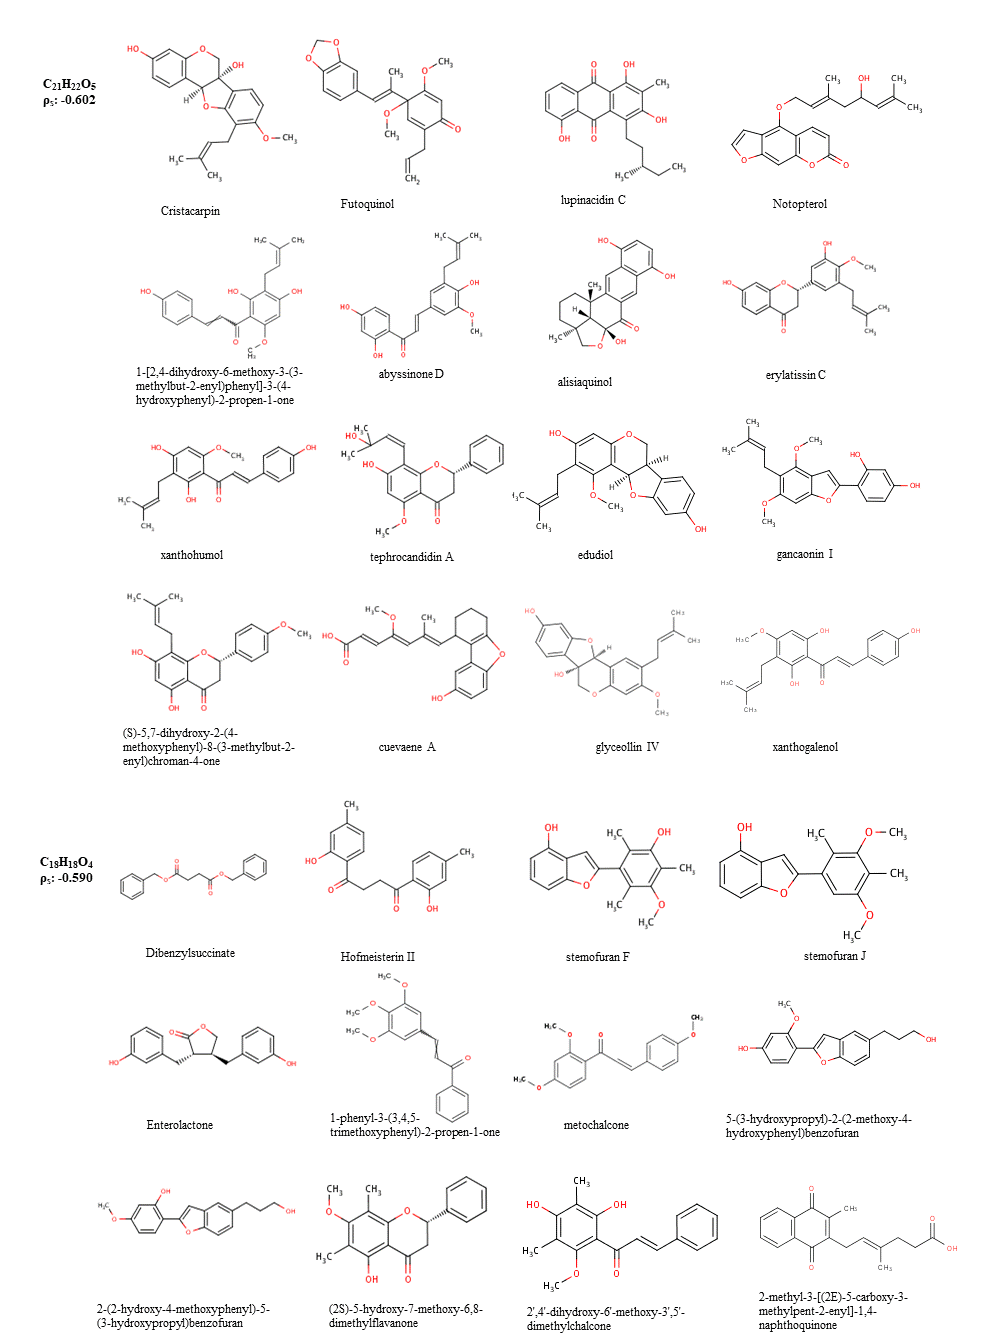 C21H22O5
ρs: -0.602
Cristacarpin
Futoquinol
lupinacidin C
Notopterol
1-[2,4-dihydroxy-6-methoxy-3-(3-
methylbut-2-enyl)phenyl]-3-(4-
hydroxyphenyl)-2-propen-1-one
abyssinone D
alisiaquinol
erylatissin C
xanthohumol
tephrocandidin A
edudiol
gancaonin I
(S)-5,7-dihydroxy-2-(4-
methoxyphenyl)-8-(3-methylbut-2-
enyl)chroman-4-one
cuevaene A
glyceollin IV
xanthogalenol
C18H18O4
ρs: -0.590
Dibenzylsuccinate
Hofmeisterin II
stemofuran F
stemofuran J
Enterolactone
1-phenyl-3-(3,4,5-
trimethoxyphenyl)-2-propen-1-one
metochalcone
5-(3-hydroxypropyl)-2-(2-methoxy-4-
hydroxyphenyl)benzofuran
2-(2-hydroxy-4-methoxyphenyl)-5-
(3-hydroxypropyl)benzofuran
(2S)-5-hydroxy-7-methoxy-6,8-
dimethylflavanone
2',4'-dihydroxy-6'-methoxy-3',5'-
dimethylchalcone
2-methyl-3-[(2E)-5-carboxy-3-
methylpent-2-enyl]-1,4-
naphthoquinone